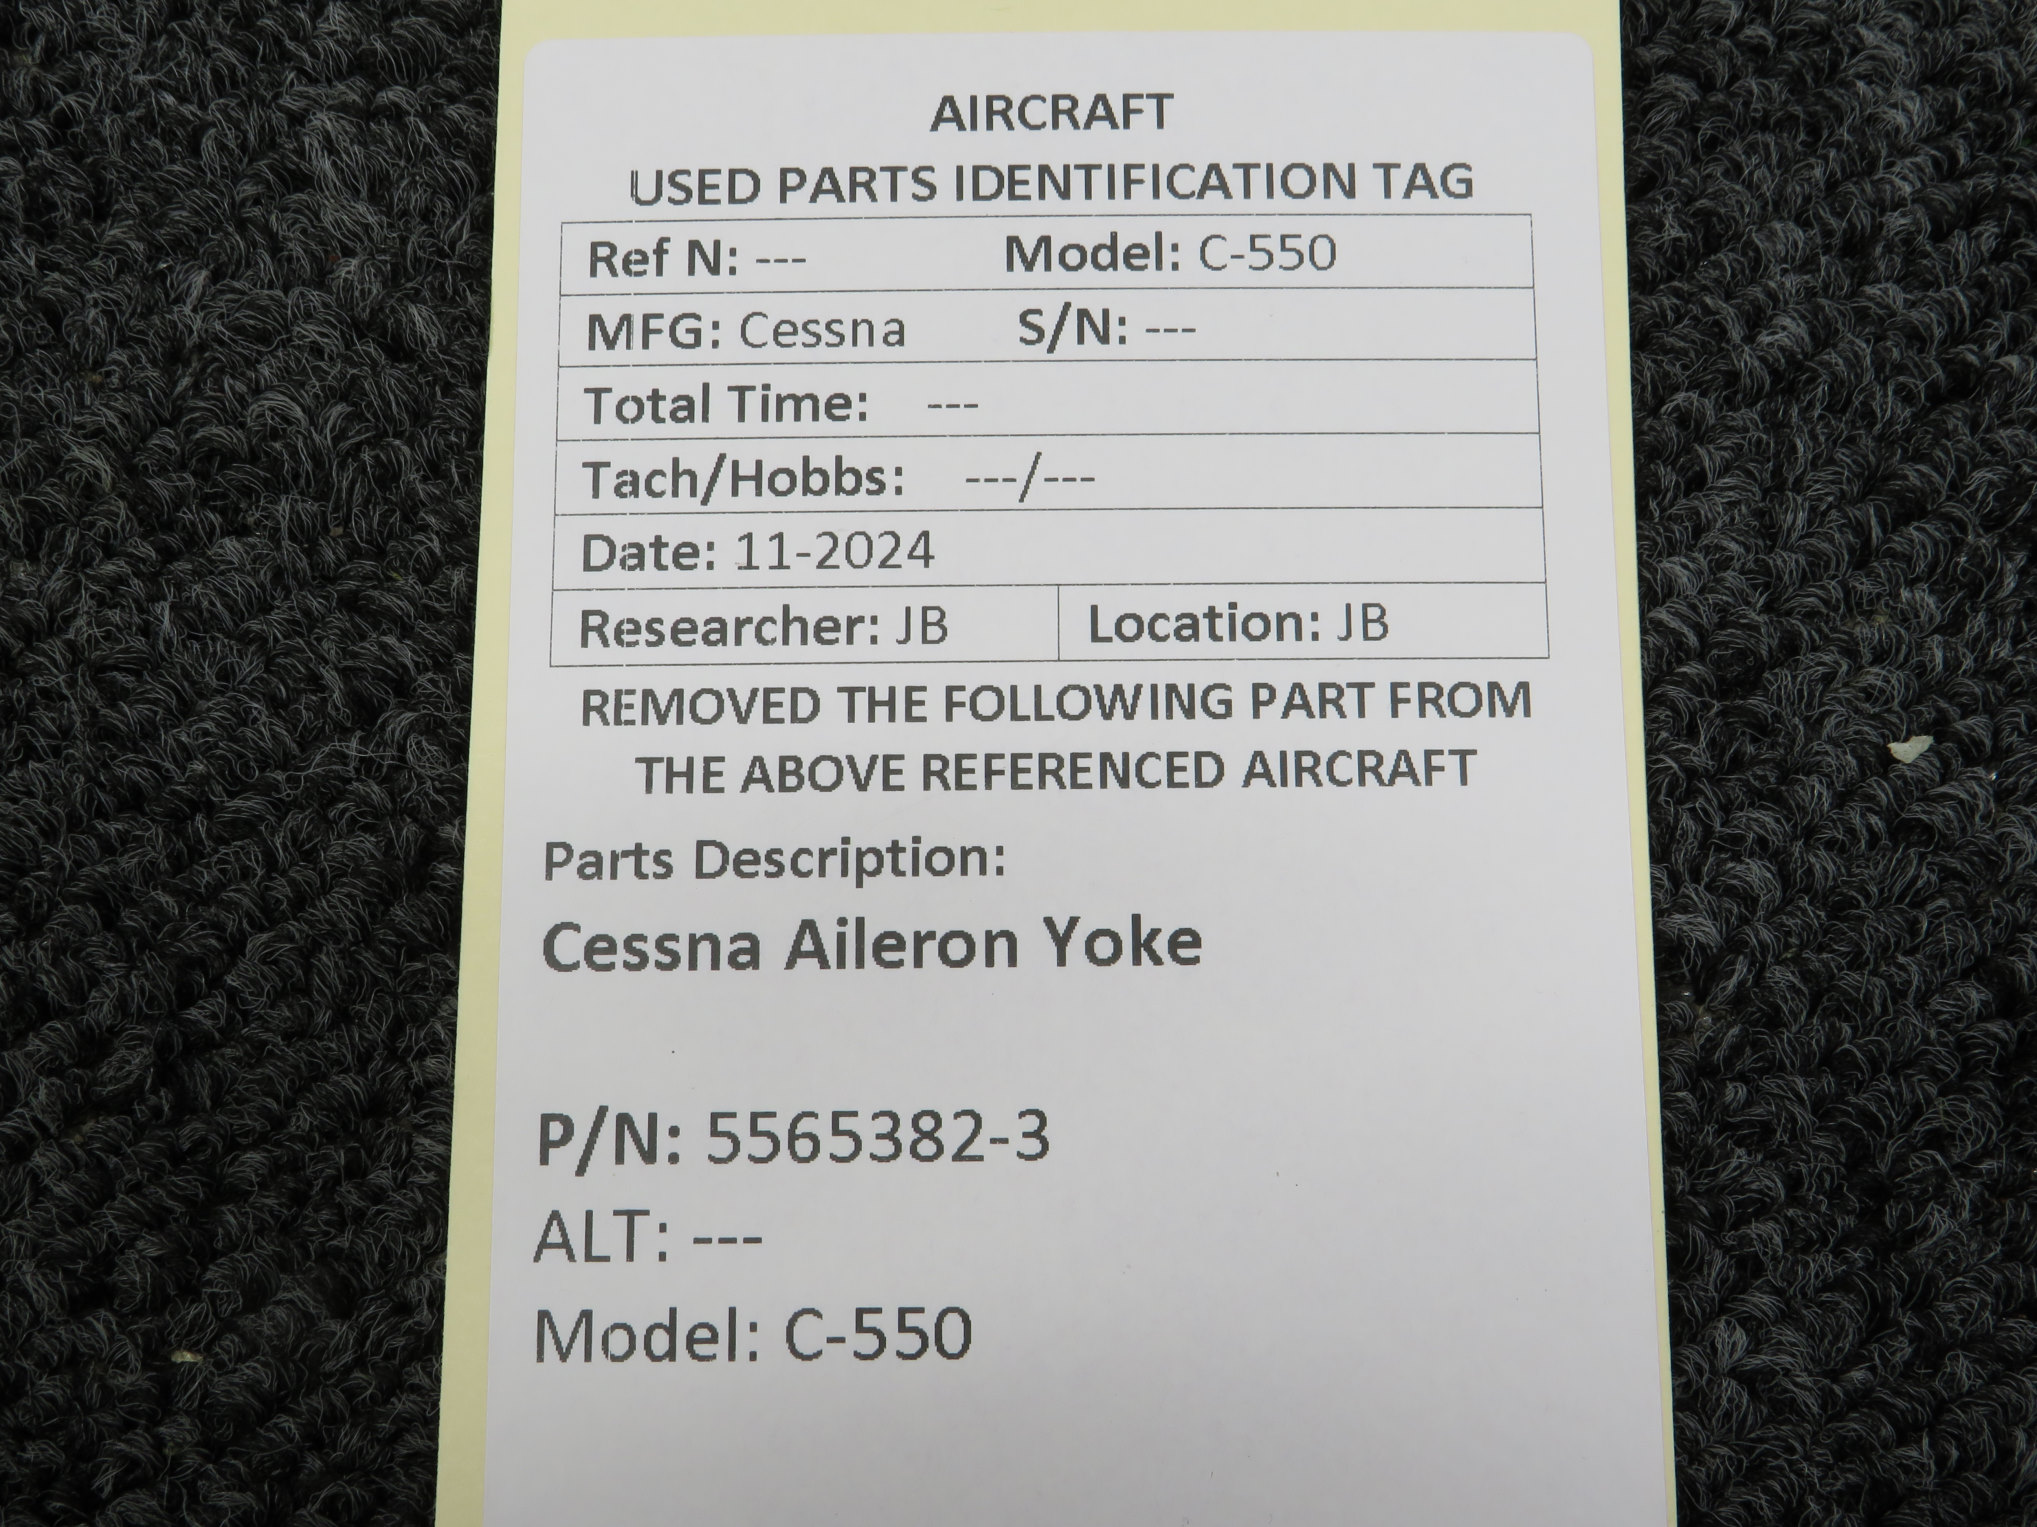 AIRCRAFT
USED PARTS IDENTIFICATION TAG
Ref N: --- Model: C-550
MFG: Cessna S/N: ---
Total Time: ---
Tach/Hobbs: ---/---
Date: 11-2024
Researcher: JB Location: JB
REMOVED THE FOLLOWING PART FROM
THE ABOVE REFERENCED AIRCRAFT
Parts Description:
Cessna Aileron Yoke
P/N: 5565382-3
ALT: ---
Model: C-550